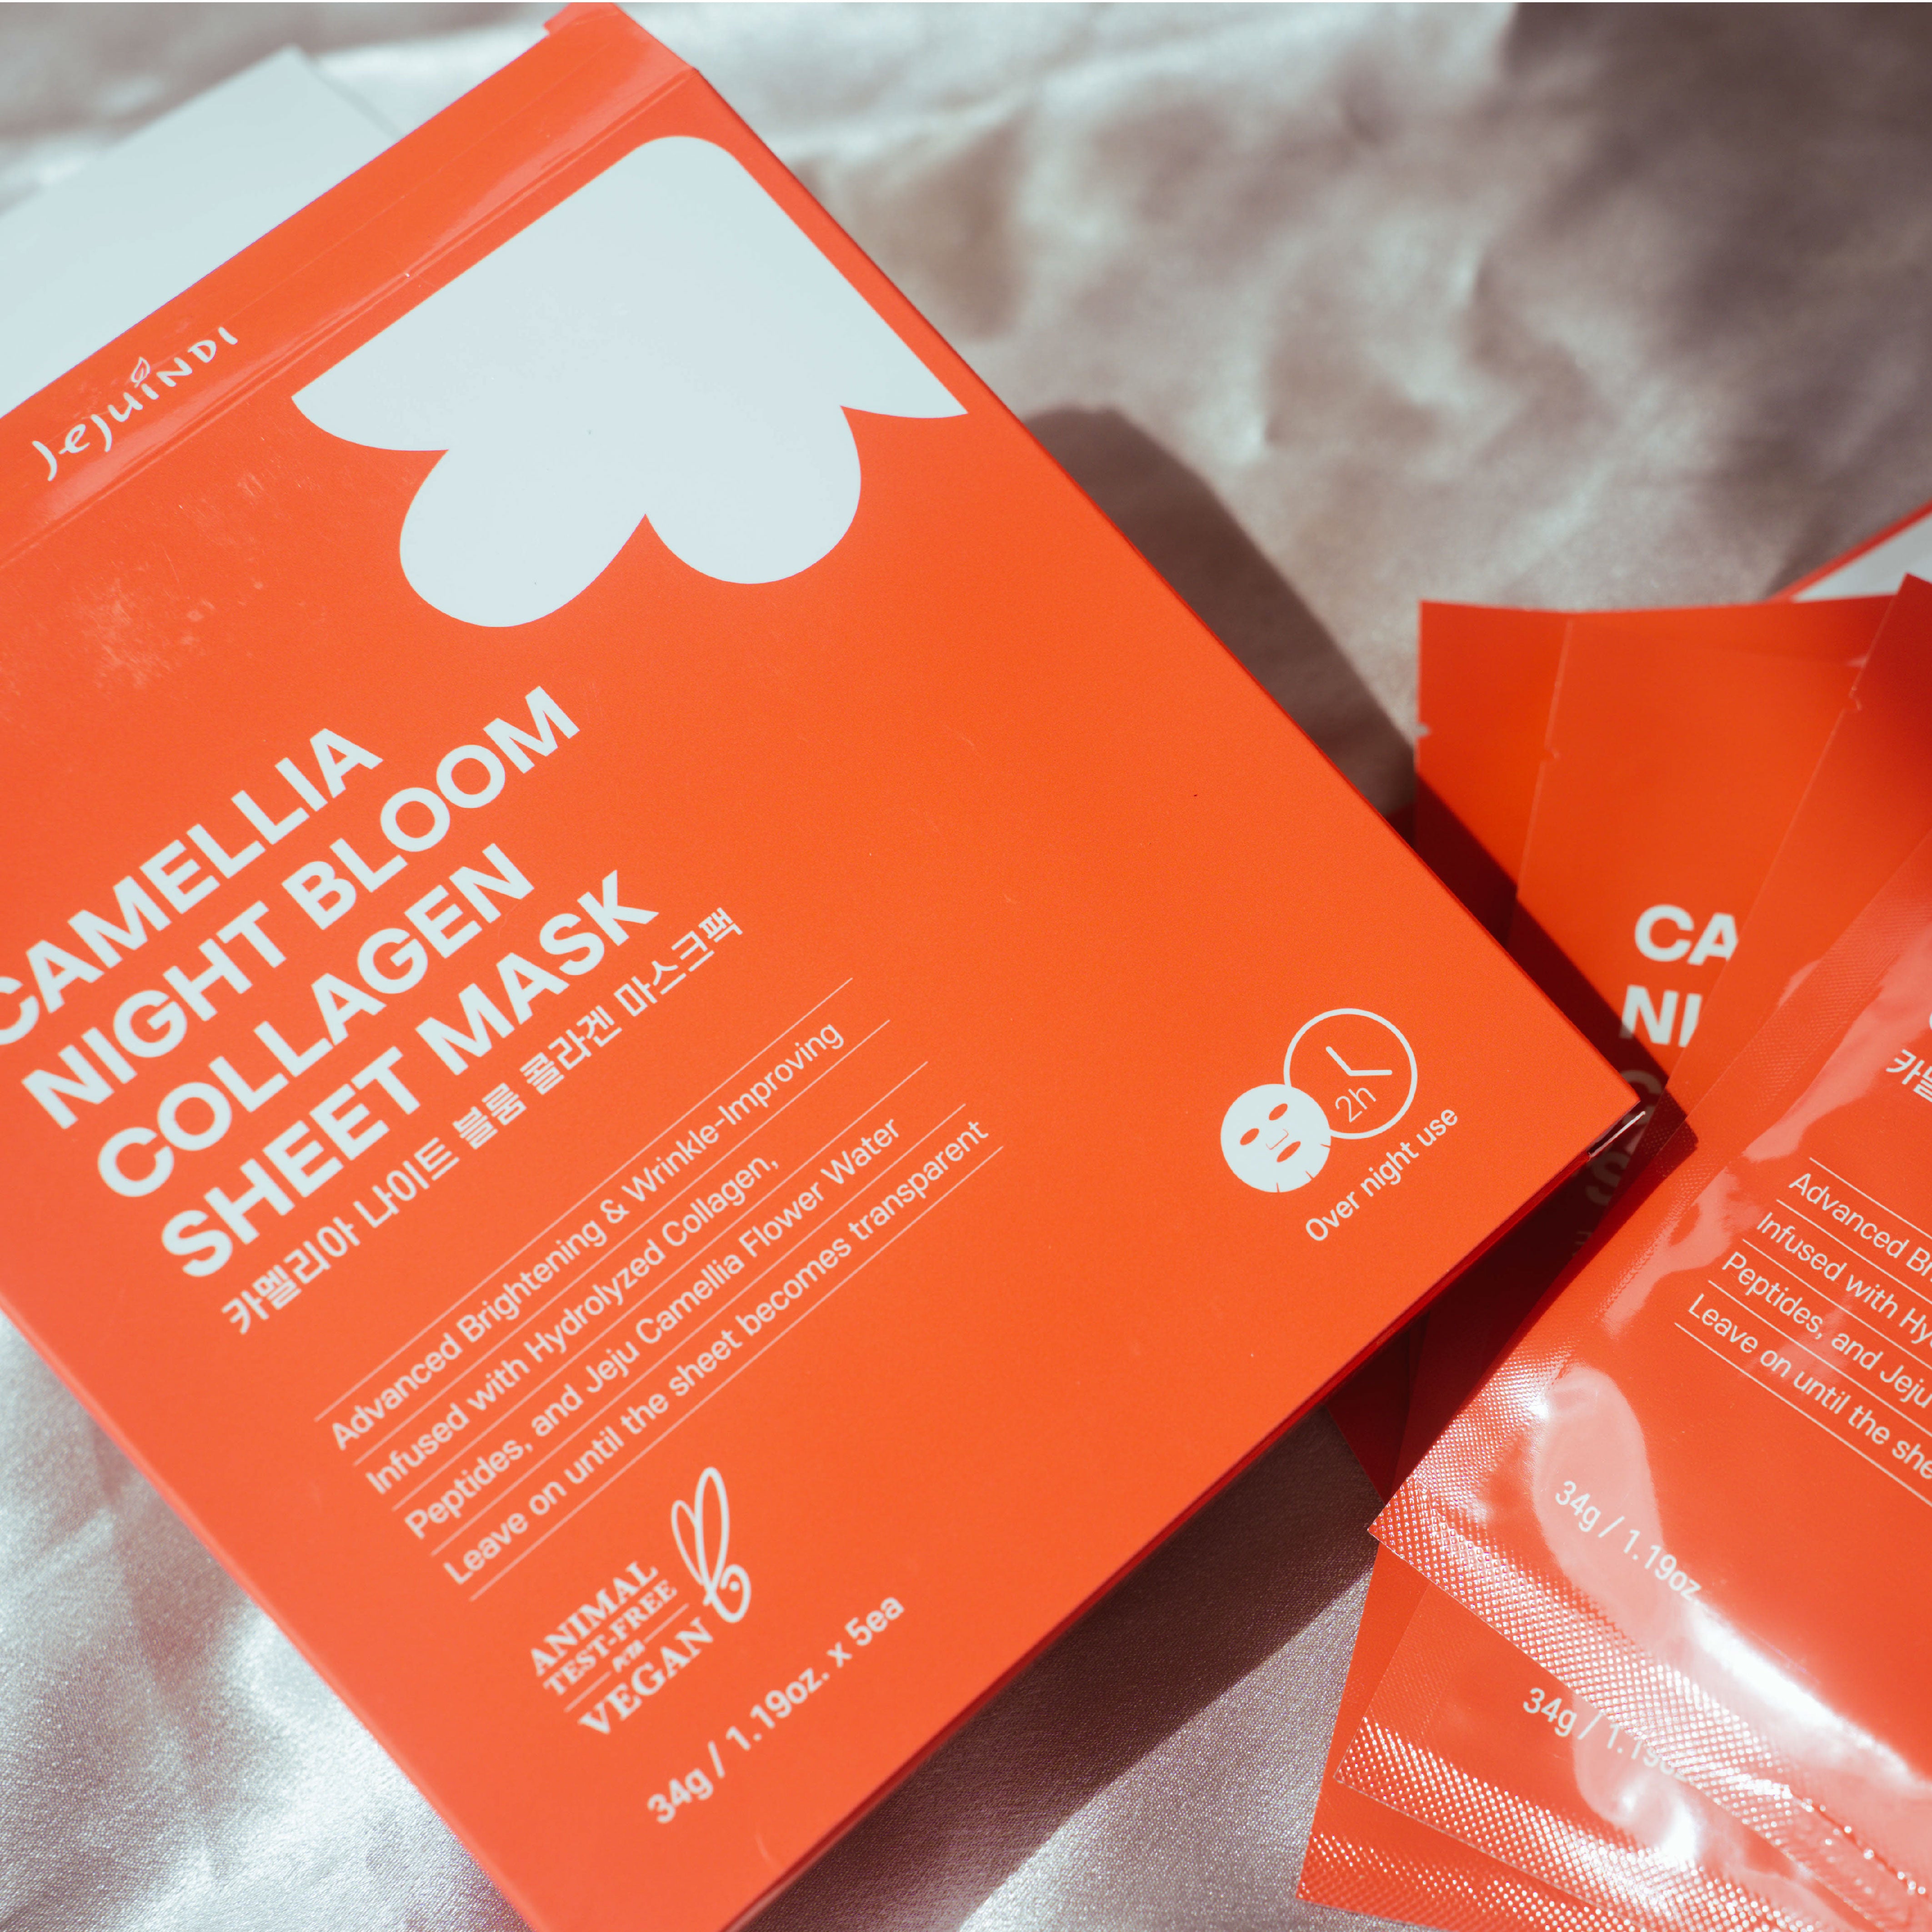 JEJUiNDI
CAMELLIA
NIGHT BLOOM
COLLAGEN
SHEET MASK
카멜리아 나이트 블룸 콜라겐 마스크팩
Advanced Brightening & Wrinkle-Improving
Infused with Hydrolyzed Collagen,
Peptides, and Jeju Camellia Flower Water
Leave on until the sheet becomes transparent
2h
Over night use
ANIMAL
TEST-FREE
AND
VEGAN
34g / 1.19oz. x 5ea
CA
NI
Advanced Br
Infused with Hy
Peptides, and Jeju
Leave on until the she
34g / 1.19oz.
34g / 1.19